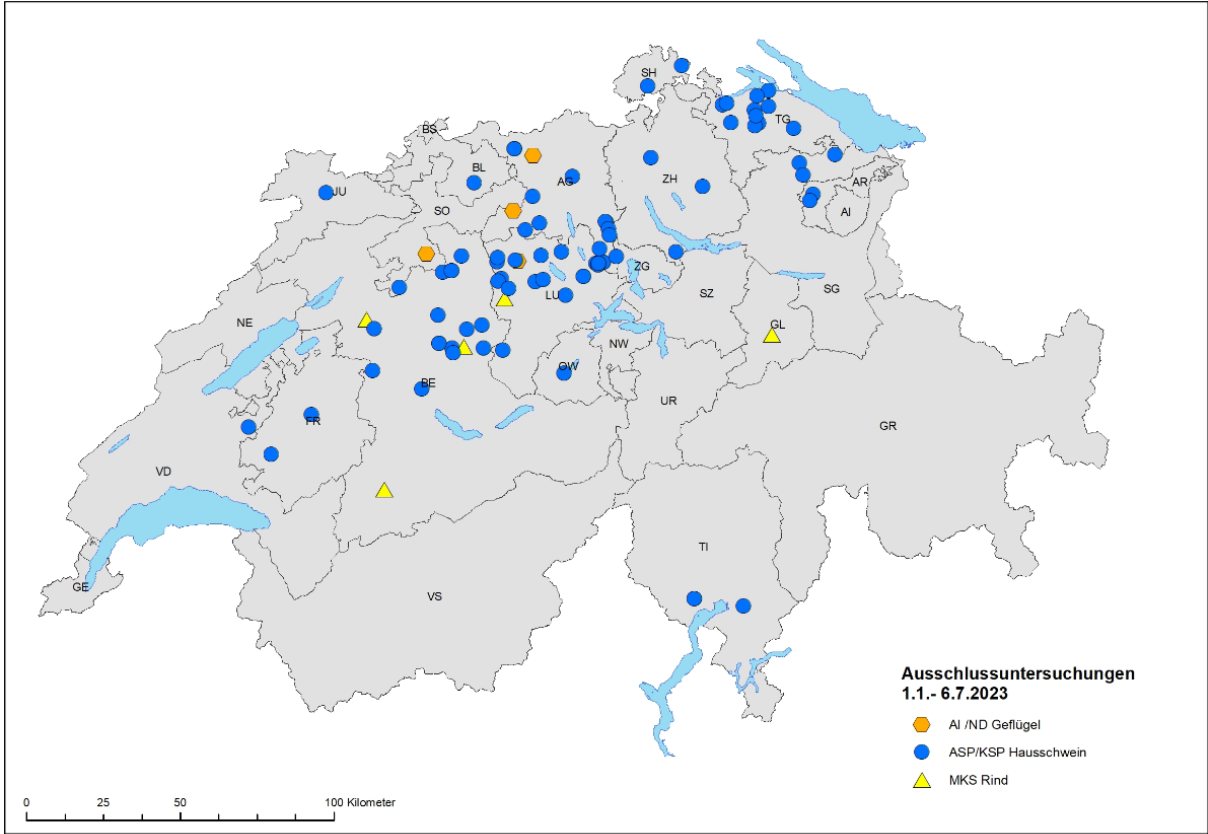 SH
TG
BS
BL
AG
ZH
JU
AR
SO
AI
ZG
LU
SZ
SG
NE
GL
NW
OW
BE
UR
FR
GR
VD
TI
GE
VS
Ausschlussuntersuchungen
1.1.- 6.7.2023
AI /ND Geflügel
ASP/KSP Hausschwein
MKS Rind
0 25 50 100 Kilometer